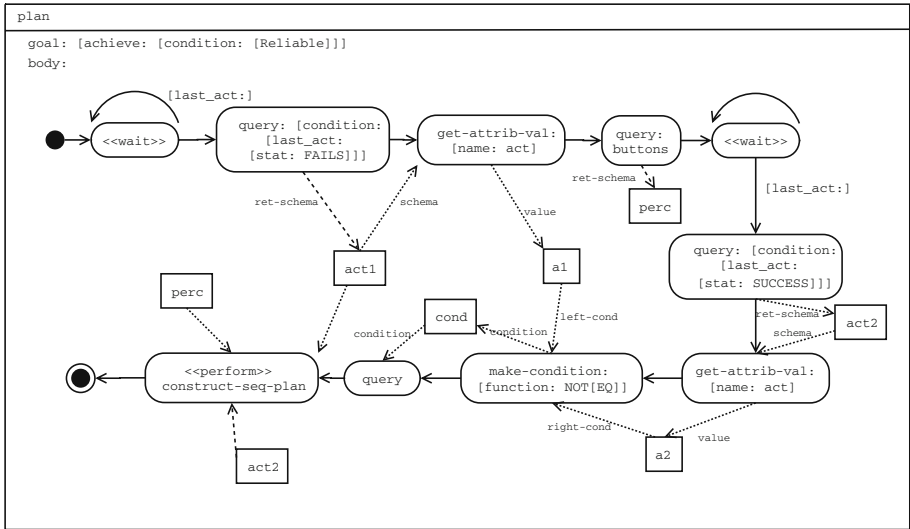 plan
goal: [achieve: [condition: [Reliable]]]
body:
[last_act:]
<<wait>>
query: [condition:
[last_act:
[stat: FAILS]]]
get-attrib-val:
[name: act]
query:
buttons
<<wait>>
ret-schema
schema
value
ret-schema
perc
[last_act:]
act1
a1
query: [condition:
[last_act:
[stat: SUCCESS]]]
perc
cond
condition
condition
left-cond
ret-schema
schema
act2
<<perform>>
construct-seq-plan
query
make-condition:
[function: NOT[EQ]]
get-attrib-val:
[name: act]
right-cond
value
act2
a2